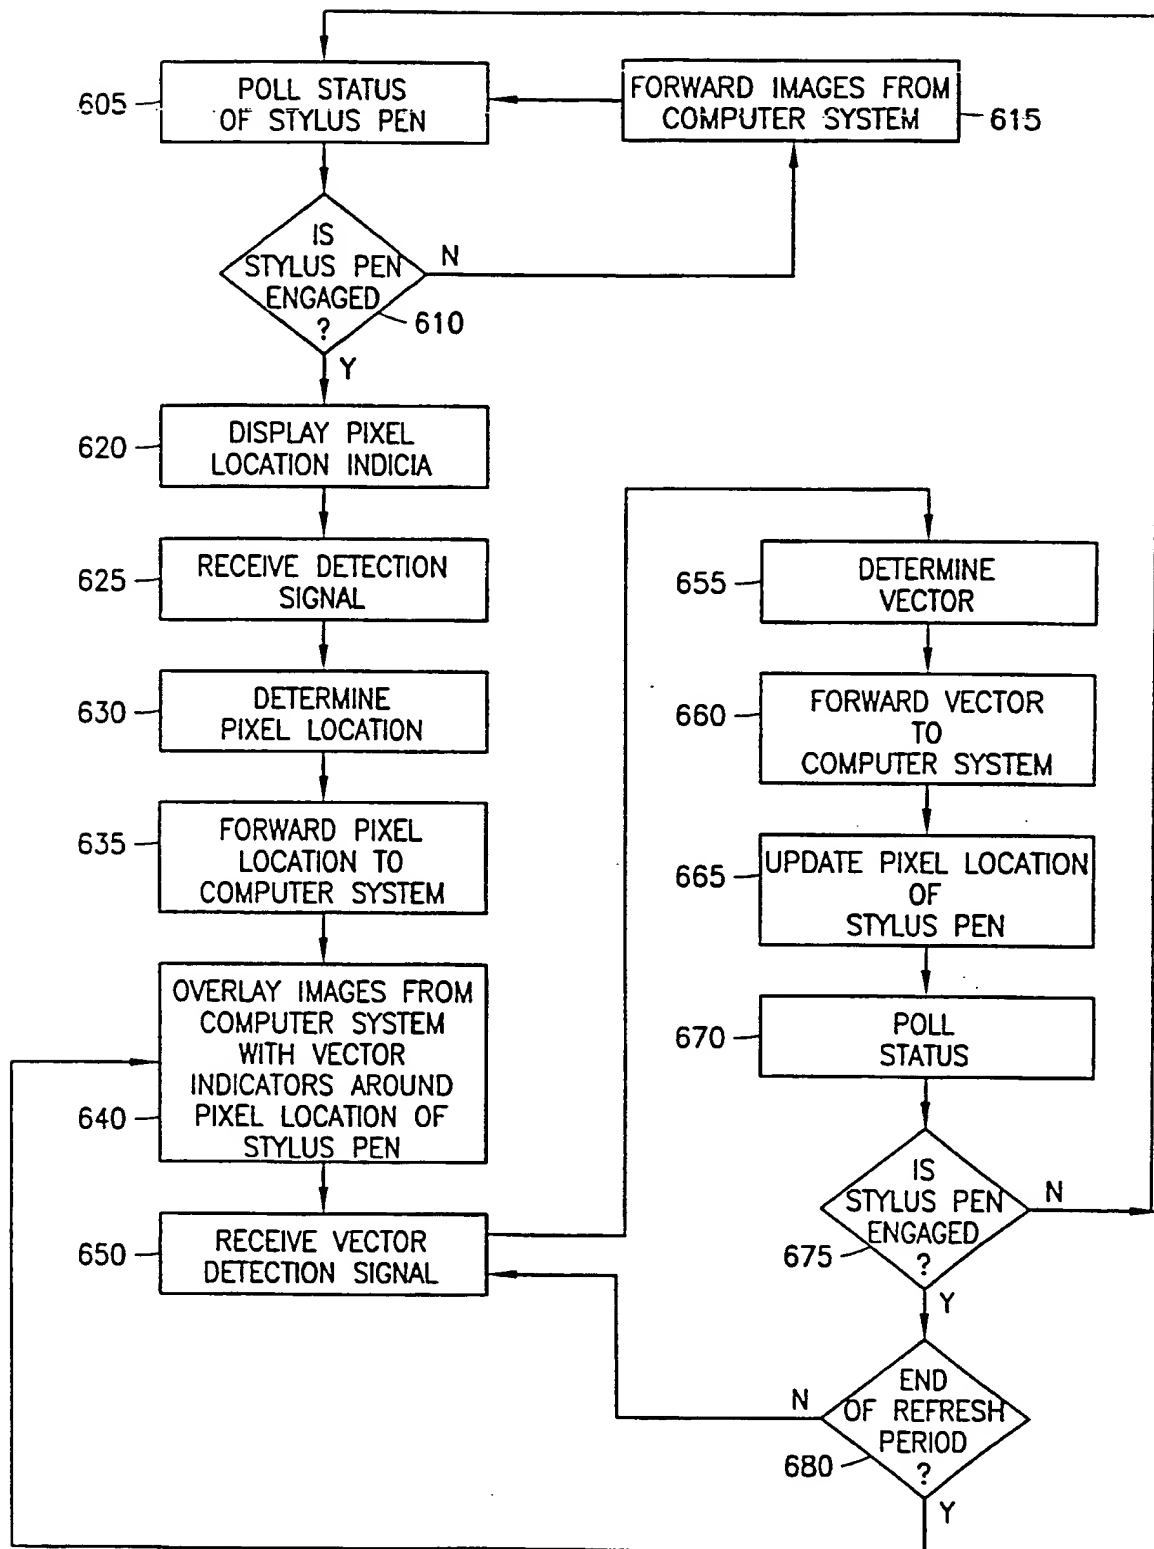 605
POLL STATUS
OF STYLUS PEN
FORWARD IMAGES FROM
COMPUTER SYSTEM
615
IS
STYLUS PEN
ENGAGED
?
N
610
Y
620
DISPLAY PIXEL
LOCATION INDICIA
625
RECEIVE DETECTION
SIGNAL
630
DETERMINE
PIXEL LOCATION
635
FORWARD PIXEL
LOCATION TO
COMPUTER SYSTEM
640
OVERLAY IMAGES FROM
COMPUTER SYSTEM
WITH VECTOR
INDICATORS AROUND
PIXEL LOCATION OF
STYLUS PEN
650
RECEIVE VECTOR
DETECTION SIGNAL
655
DETERMINE
VECTOR
660
FORWARD VECTOR
TO
COMPUTER SYSTEM
665
UPDATE PIXEL LOCATION
OF
STYLUS PEN
670
POLL
STATUS
IS
STYLUS PEN
ENGAGED
?
N
675
Y
END
OF REFRESH
PERIOD
?
N
680
Y